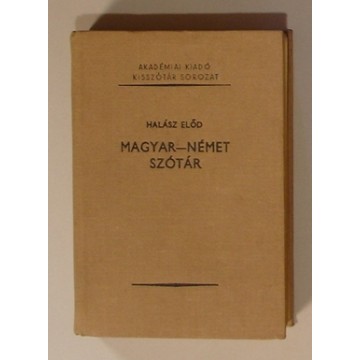 AKADÉMIAI KIADÓ
KISSZÓTÁR SOROZAT
HALÁSZ ELŐD
MAGYAR—NÉMET
SZÓTÁR